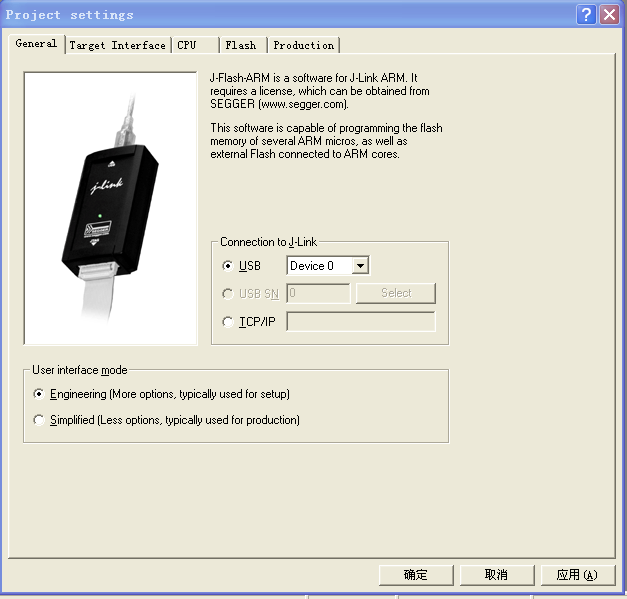 Project settings
General Target Interface CPU Flash Production
J-Flash-ARM is a software for J-Link ARM. It
requires a license, which can be obtained from
SEGGER (www.segger.com).
This software is capable of programming the flash
memory of several ARM micros, as well as
external Flash connected to ARM cores.
j-link
Connection to J-Link
USB Device 0
USB SN 0 Select
TCP/IP
User interface mode
Engineering (More options, typically used for setup)
Simplified (Less options, typically used for production)
确定 取消 应用(A)